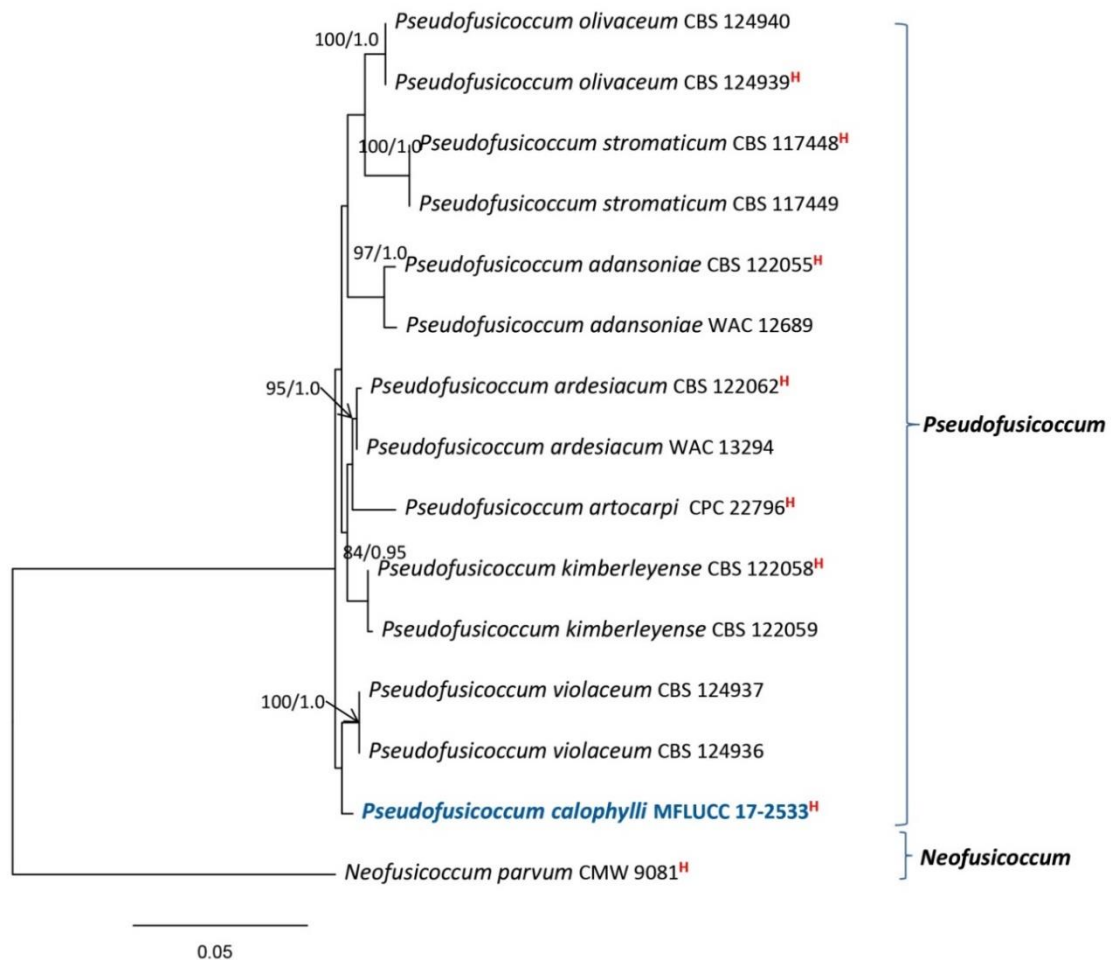 Pseudofusicoccum olivaceum CBS 124940
100/1.0
Pseudofusicoccum olivaceum CBS 124939H
100/1.0
Pseudofusicoccum stromaticum CBS 117448H
Pseudofusicoccum stromaticum CBS 117449
97/1.0
Pseudofusicoccum adansoniae CBS 122055H
Pseudofusicoccum adansoniae WAC 12689
95/1.0
Pseudofusicoccum ardesiacum CBS 122062H
Pseudofusicoccum
Pseudofusicoccum ardesiacum WAC 13294
Pseudofusicoccum artocarpi CPC 22796H
84/0.95
Pseudofusicoccum kimberleyense CBS 122058H
Pseudofusicoccum kimberleyense CBS 122059
Pseudofusicoccum violaceum CBS 124937
100/1.0
Pseudofusicoccum violaceum CBS 124936
Pseudofusicoccum calophylli MFLUCC 17-2533H
Neofusicoccum
Neofusicoccum parvum CMW 9081H
0.05